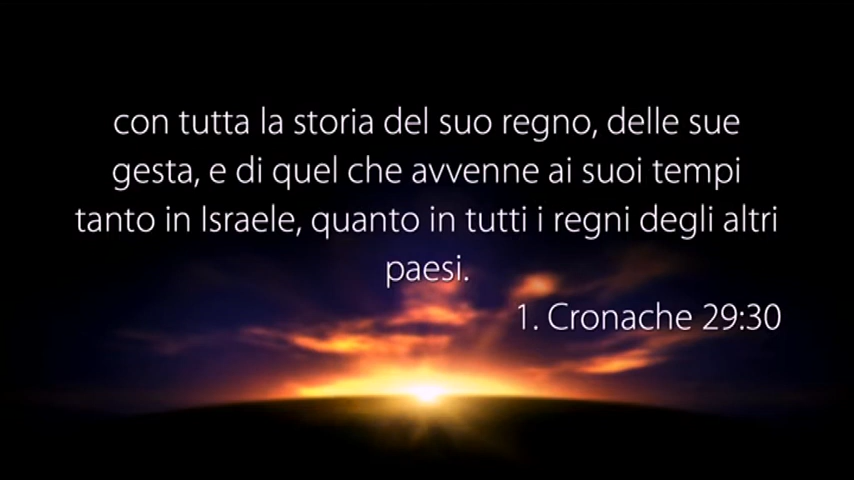 con tutta la storia del suo regno, delle sue
gesta, e di quel che avvenne ai suoi tempi
tanto in Israele, quanto in tutti i regni degli altri
paesi.
1. Cronache 29:30